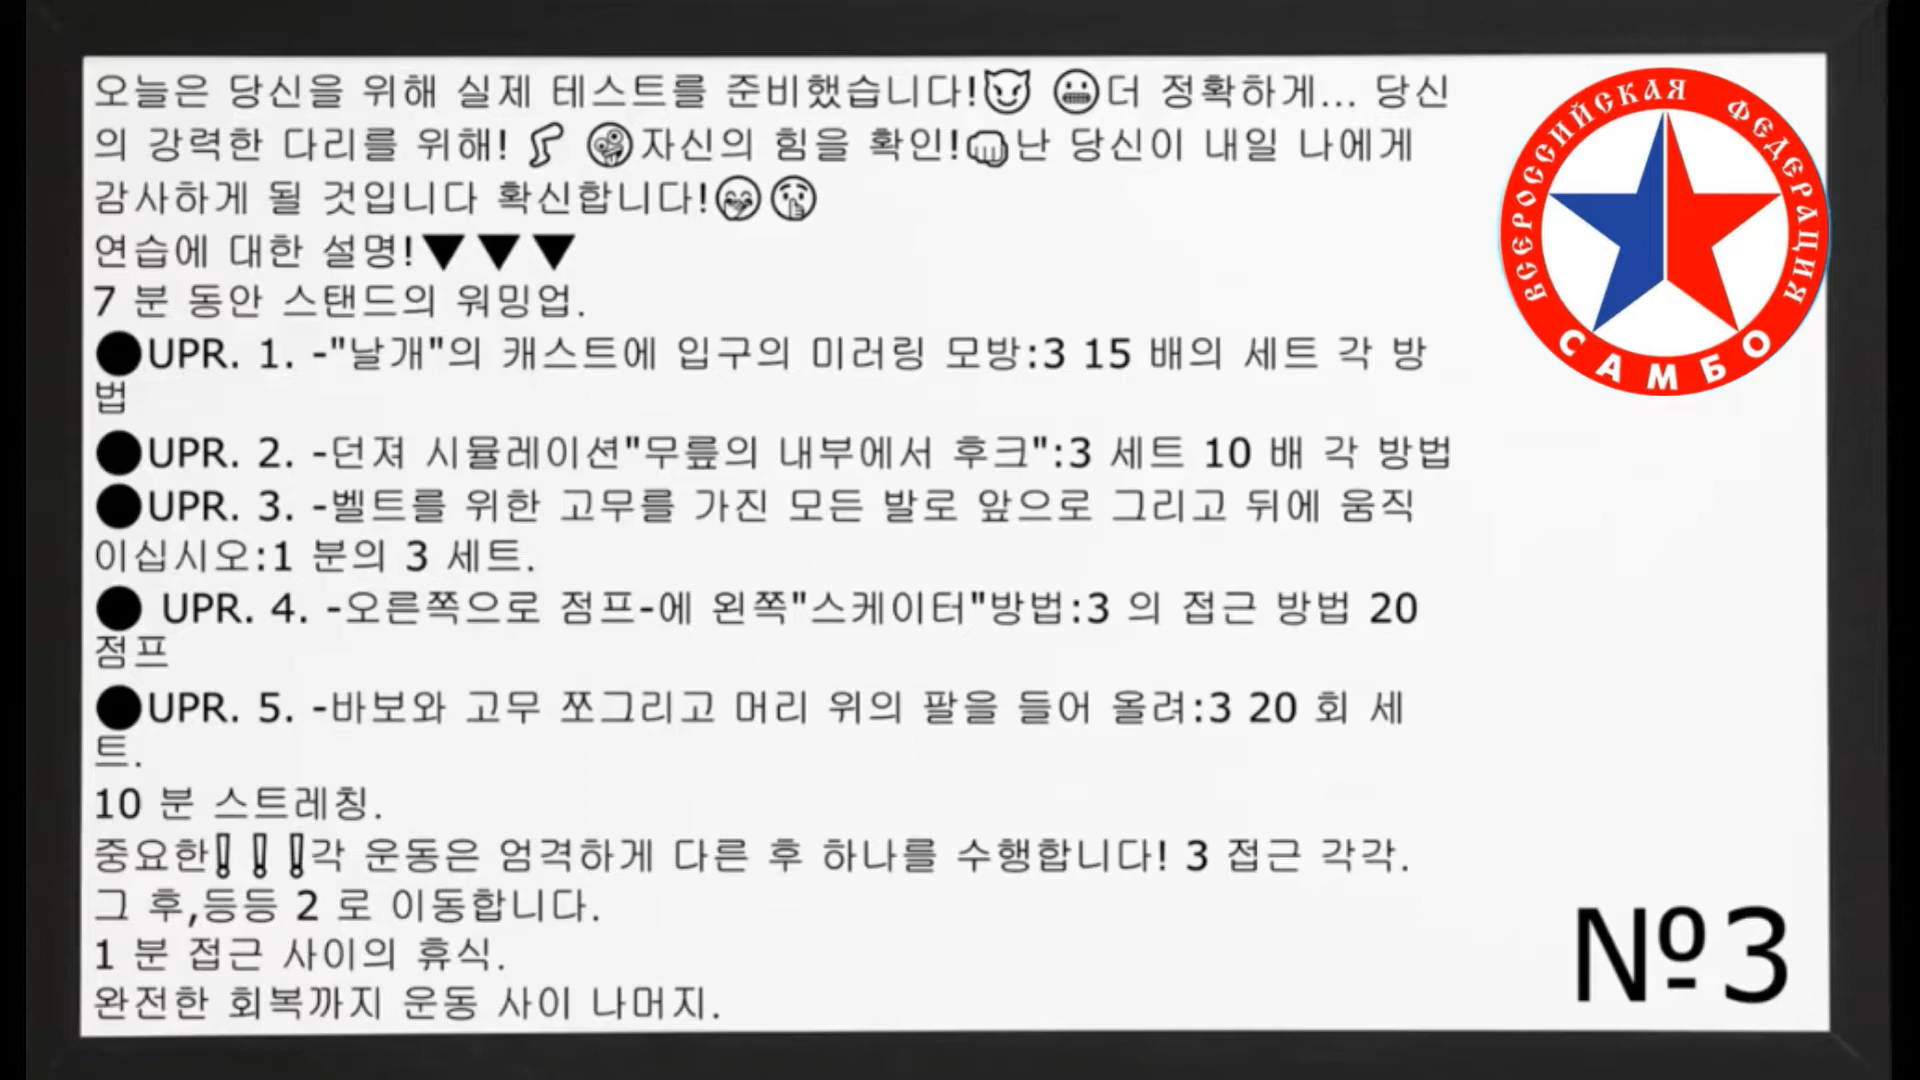 오늘은 당신을 위해 실제 테스트를 준비했습니다!😈 😬더 정확하게... 당신
의 강력한 다리를 위해! 🦵 🤪자신의 힘을 확인!👊난 당신이 내일 나에게
감사하게 될 것입니다 확신합니다!🤭🤫
연습에 대한 설명!▼▼▼
7 분 동안 스탠드의 워밍업.
●UPR. 1. -"날개"의 캐스트에 입구의 미러링 모방:3 15 배의 세트 각 방
법
●UPR. 2. -던져 시뮬레이션"무릎의 내부에서 후크":3 세트 10 배 각 방법
●UPR. 3. -벨트를 위한 고무를 가진 모든 발로 앞으로 그리고 뒤에 움직
이십시오:1 분의 3 세트.
● UPR. 4. -오른쪽으로 점프-에 왼쪽"스케이터"방법:3 의 접근 방법 20
점프
●UPR. 5. -바보와 고무 쪼그리고 머리 위의 팔을 들어 올려:3 20 회 세
트.
10 분 스트레칭.
중요한❗❗❗각 운동은 엄격하게 다른 후 하나를 수행합니다! 3 접근 각각.
그 후,등등 2 로 이동합니다.
1 분 접근 사이의 휴식.
완전한 회복까지 운동 사이 나머지.
ВСЕРОССИЙСКАЯ ФЕДЕРАЦИЯ
САМБО
№3